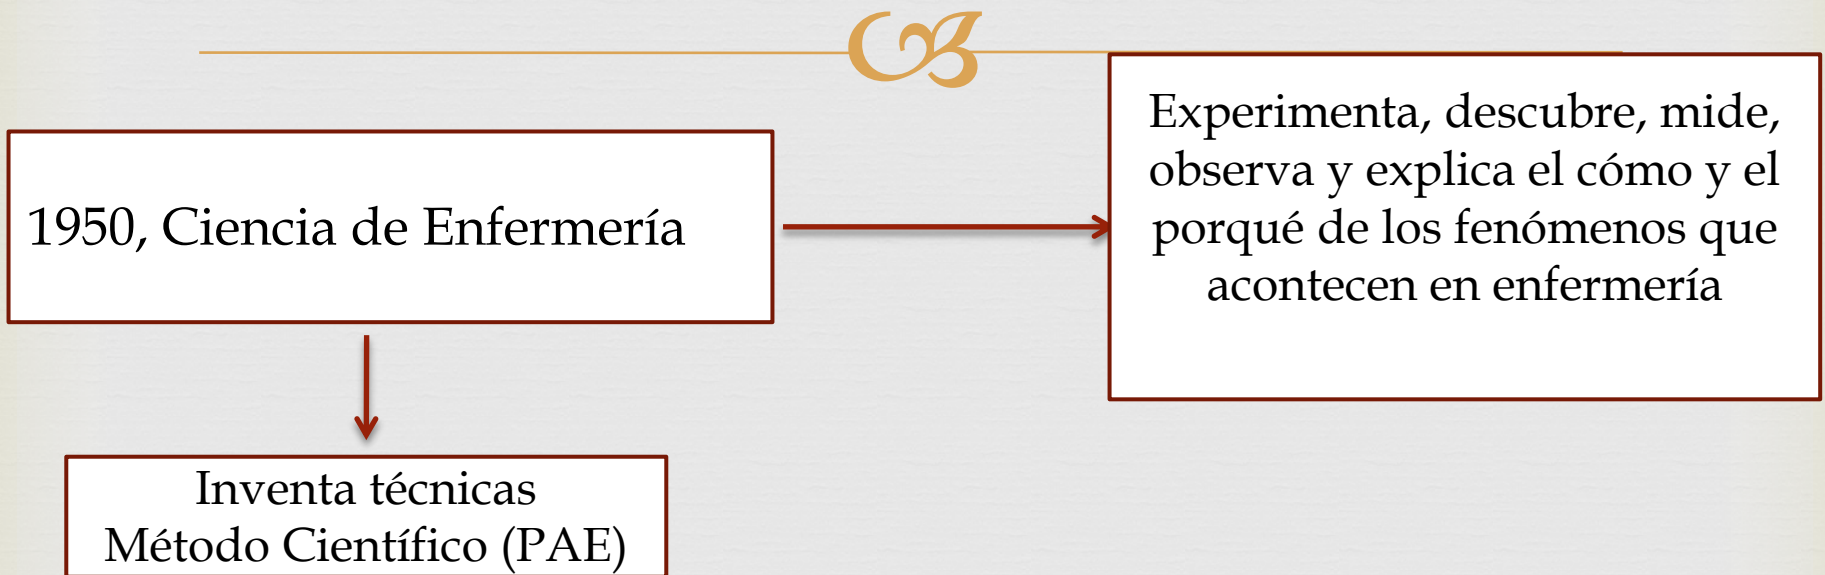 1950, Ciencia de Enfermería
Experimenta, descubre, mide,
observa y explica el cómo y el
porqué de los fenómenos que
acontecen en enfermería
Inventa técnicas
Método Científico (PAE)